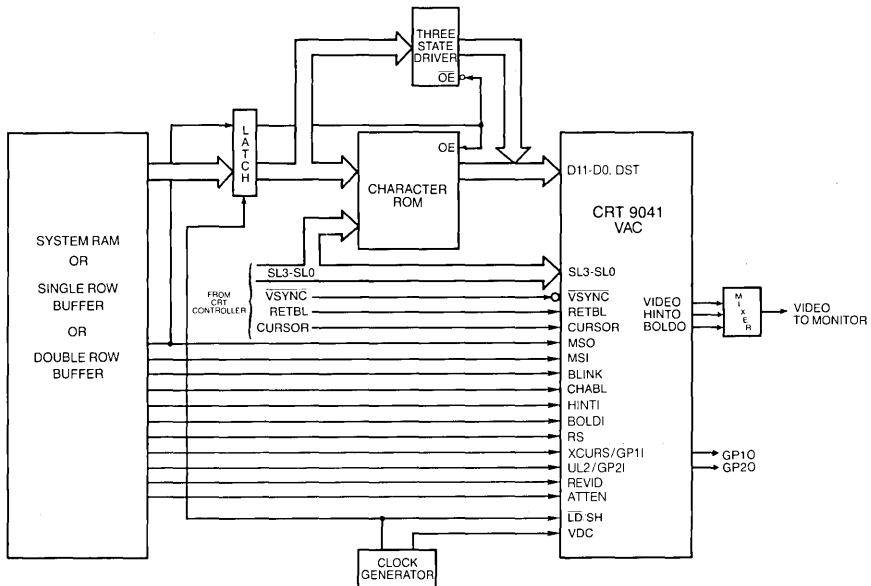 THREE
STATE
DRIVER
OE
LATCH
OE
CHARACTER
ROM
SYSTEM RAM
OR
SINGLE ROW
BUFFER
OR
DOUBLE ROW
BUFFER
FROM
CRT
CONTROLLER
SL3-SL0
VSYNC
RETBL
CURSOR
D11-D0, DST
CRT 9041
VAC
SL3-SL0
VSYNC
RETBL
CURSOR
MSO
MSI
BLINK
CHABL
HINTI
BOLDI
RS
XCURS/GP1I
UL2/GP2I
REVID
ATTEN
LD/SH
VDC
VIDEO
HINTO
BOLDO
MIXER
VIDEO
TO MONITOR
GP1O
GP2O
CLOCK
GENERATOR